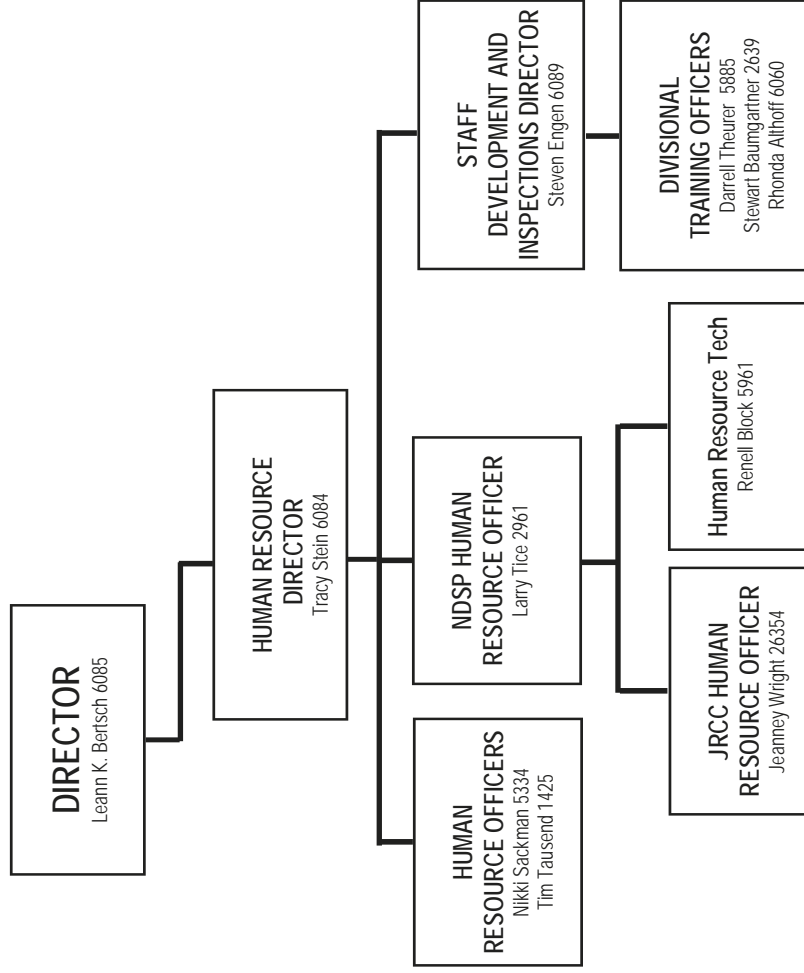 DIRECTOR
Leann K. Bertsch 6085
HUMAN RESOURCE
DIRECTOR
Tracy Stein 6084
HUMAN
RESOURCE OFFICERS
Nikki Sackman 5334
Tim Tausend 1425
NDSP HUMAN
RESOURCE OFFICER
Larry Tice 2961
STAFF
DEVELOPMENT AND
INSPECTIONS DIRECTOR
Steven Engen 6089
JRCC HUMAN
RESOURCE OFFICER
Jeanney Wright 26354
Human Resource Tech
Renell Block 5961
DIVISIONAL
TRAINING OFFICERS
Darrell Theurer 5885
Stewart Baumgartner 2639
Rhonda Althoff 6060